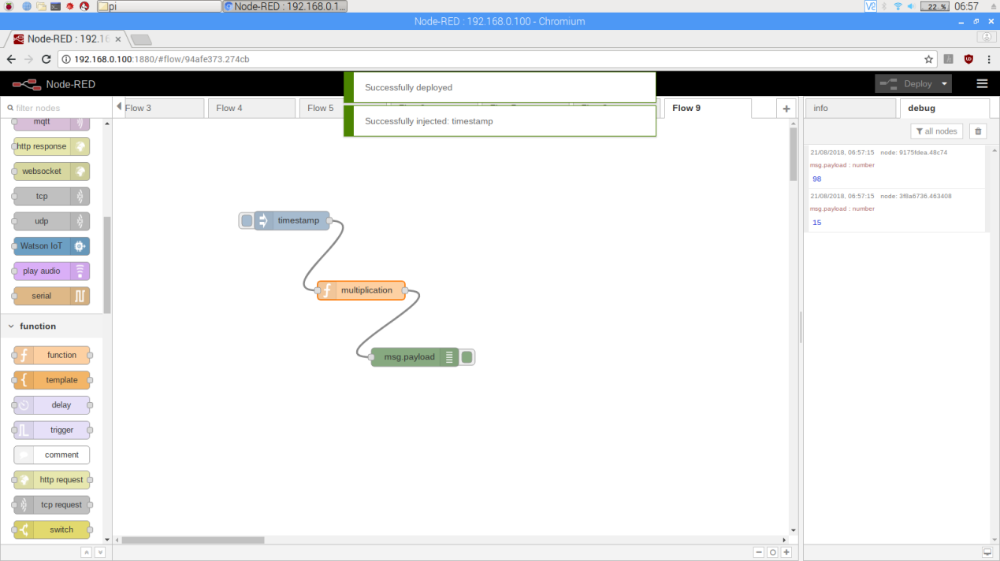 pi
Node-RED : 192.168.0.1...
22 %
06:57
Node-RED : 192.168.0.100 - Chromium
Node-RED : 192.16
192.168.0.100:1880/#flow/94afe373.274cb
Node-RED
Deploy
Successfully deployed
Successfully injected: timestamp
filter nodes
Flow 3
Flow 4
Flow 5
Flow 9
info
debug
all nodes
mqtt
http response
websocket
tcp
udp
Watson IoT
play audio
serial
function
function
template
delay
trigger
comment
http request
tcp request
switch
timestamp
multiplication
msg.payload
21/08/2018, 06:57:15 node: 9175fdea.48c74
msg.payload : number
98
21/08/2018, 06:57:15 node: 3f8a6736.463408
msg.payload : number
15